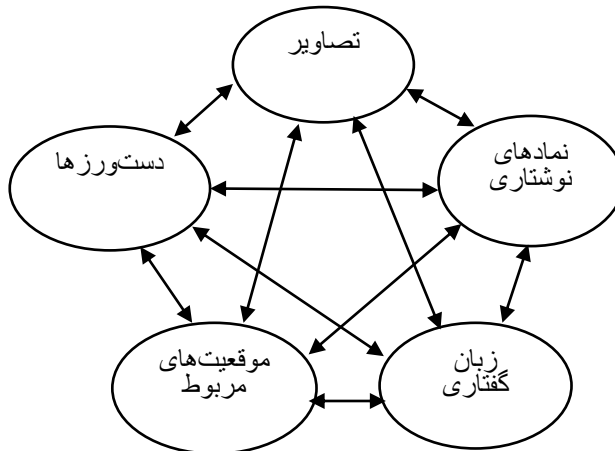 تصاویر
نمادهای
نوشتاری
دست‌ورزها
زبان
گفتاری
موقعیت‌های
مربوط